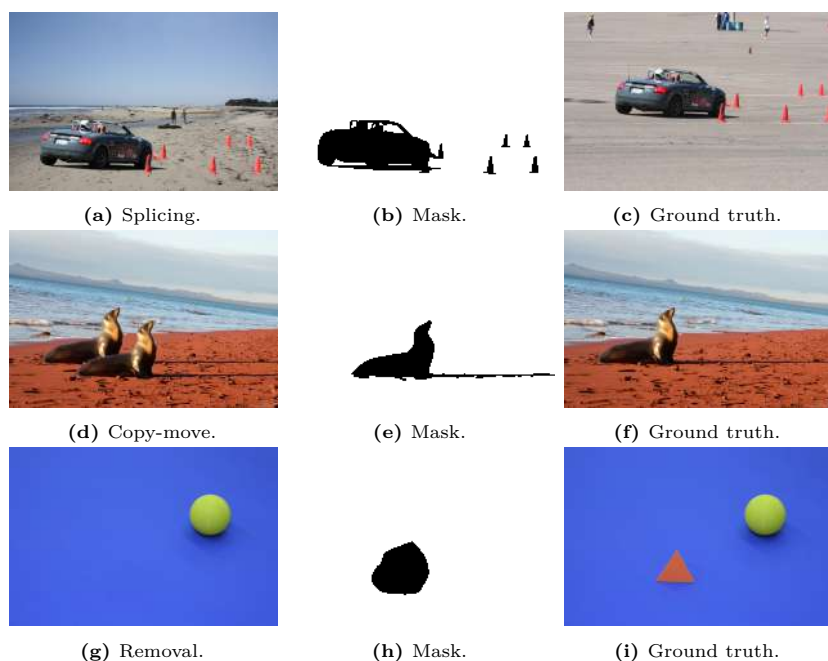 (a) Splicing.
(b) Mask.
(c) Ground truth.
(d) Copy-move.
(e) Mask.
(f) Ground truth.
(g) Removal.
(h) Mask.
(i) Ground truth.